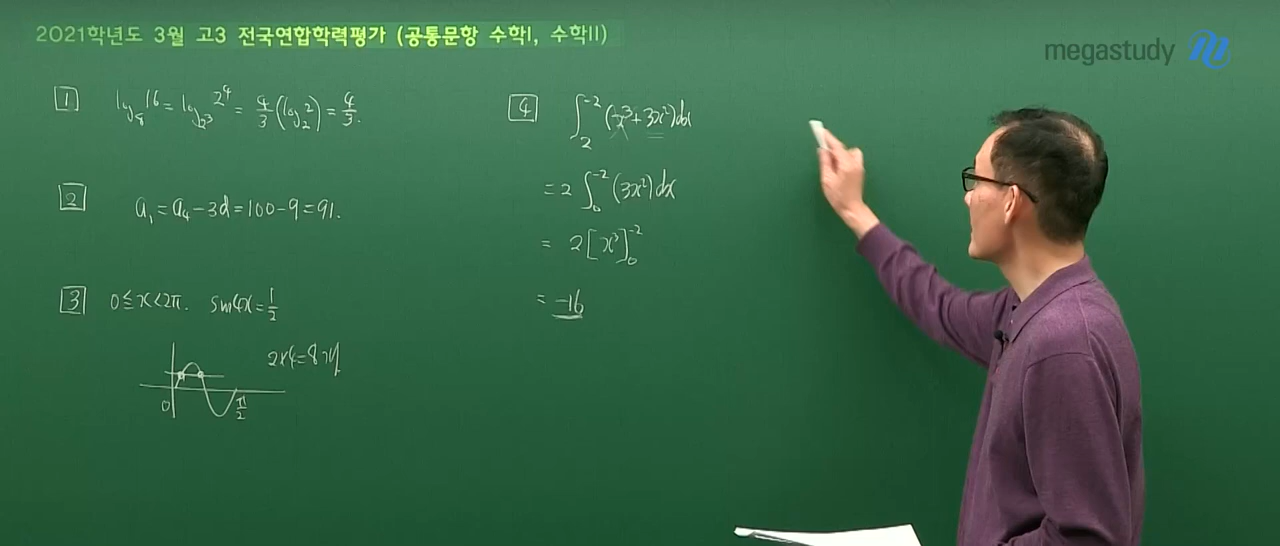 2021학년도 3월 고3 전국연합학력평가 (공통문항 수학I, 수학II)
megastudy
1 log₈16 = log_{2³}2⁴ = 4/3(log₂2) = 4/3.
2 a₁ = a₄ - 3d = 100 - 9 = 91.
3 0 ≤ x < 2π. sin4x = 1/2
2×4=8개
0 π/2
4 ∫₂⁻² (x³+3x²)dx
= 2∫₀⁻² (3x²)dx
= 2[x³]₀⁻²
= -16